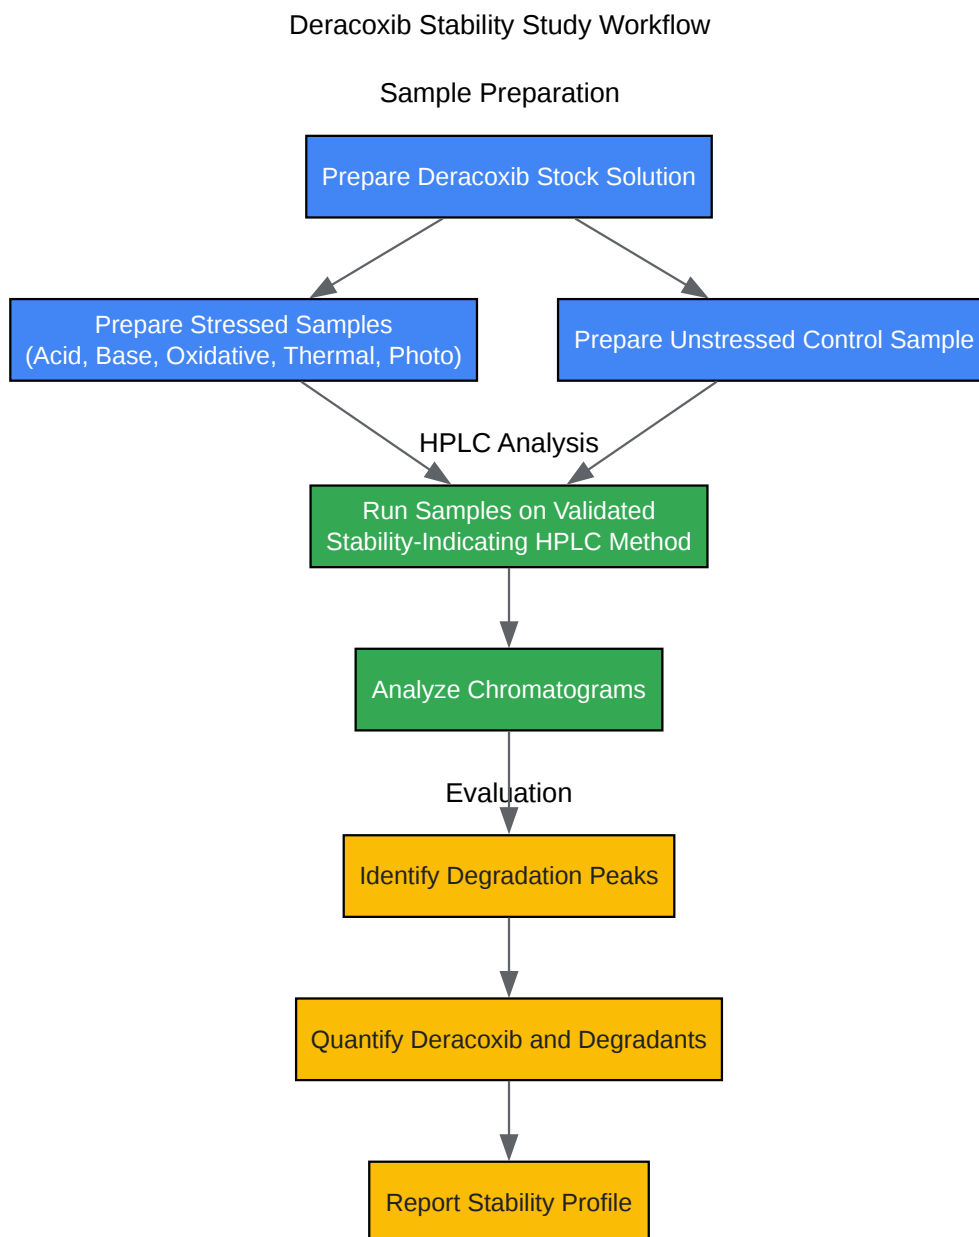 Deracoxib Stability Study Workflow
Sample Preparation
Prepare Deracoxib Stock Solution
Prepare Stressed Samples
(Acid, Base, Oxidative, Thermal, Photo)
Prepare Unstressed Control Sample
HPLC Analysis
Run Samples on Validated
Stability-Indicating HPLC Method
Analyze Chromatograms
Evaluation
Identify Degradation Peaks
Quantify Deracoxib and Degradants
Report Stability Profile